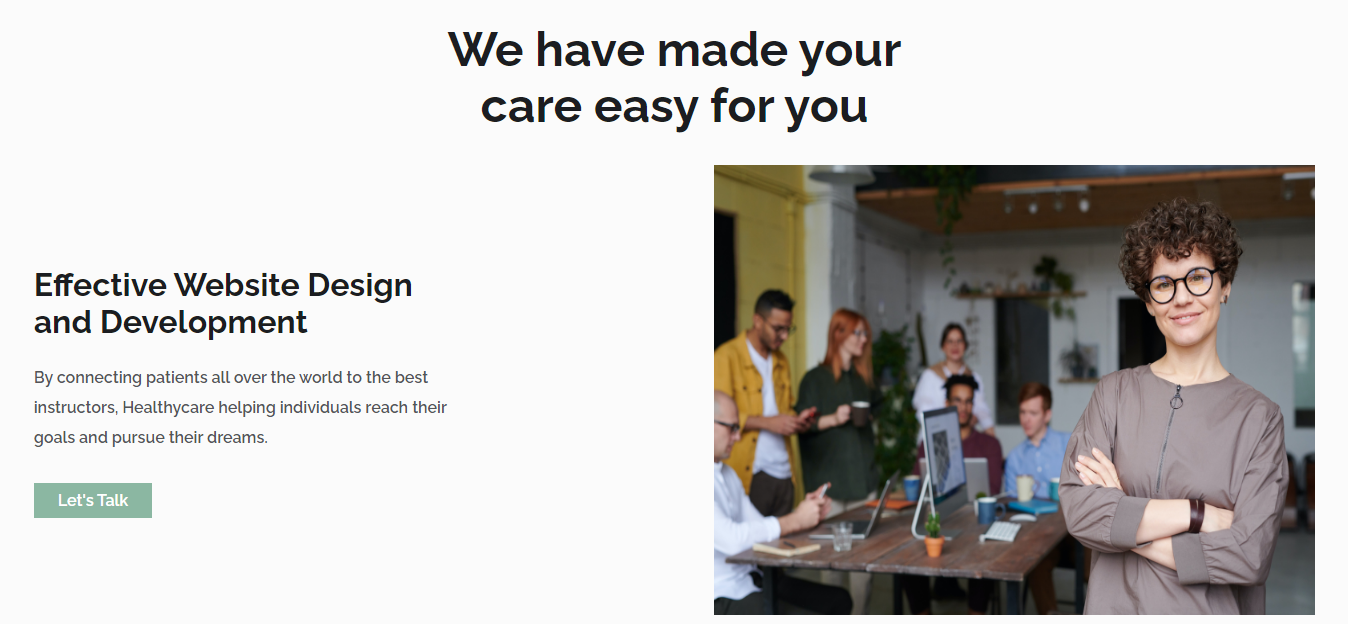 We have made your
care easy for you
Effective Website Design
and Development
By connecting patients all over the world to the best
instructors, Healthycare helping individuals reach their
goals and pursue their dreams.
Let's Talk